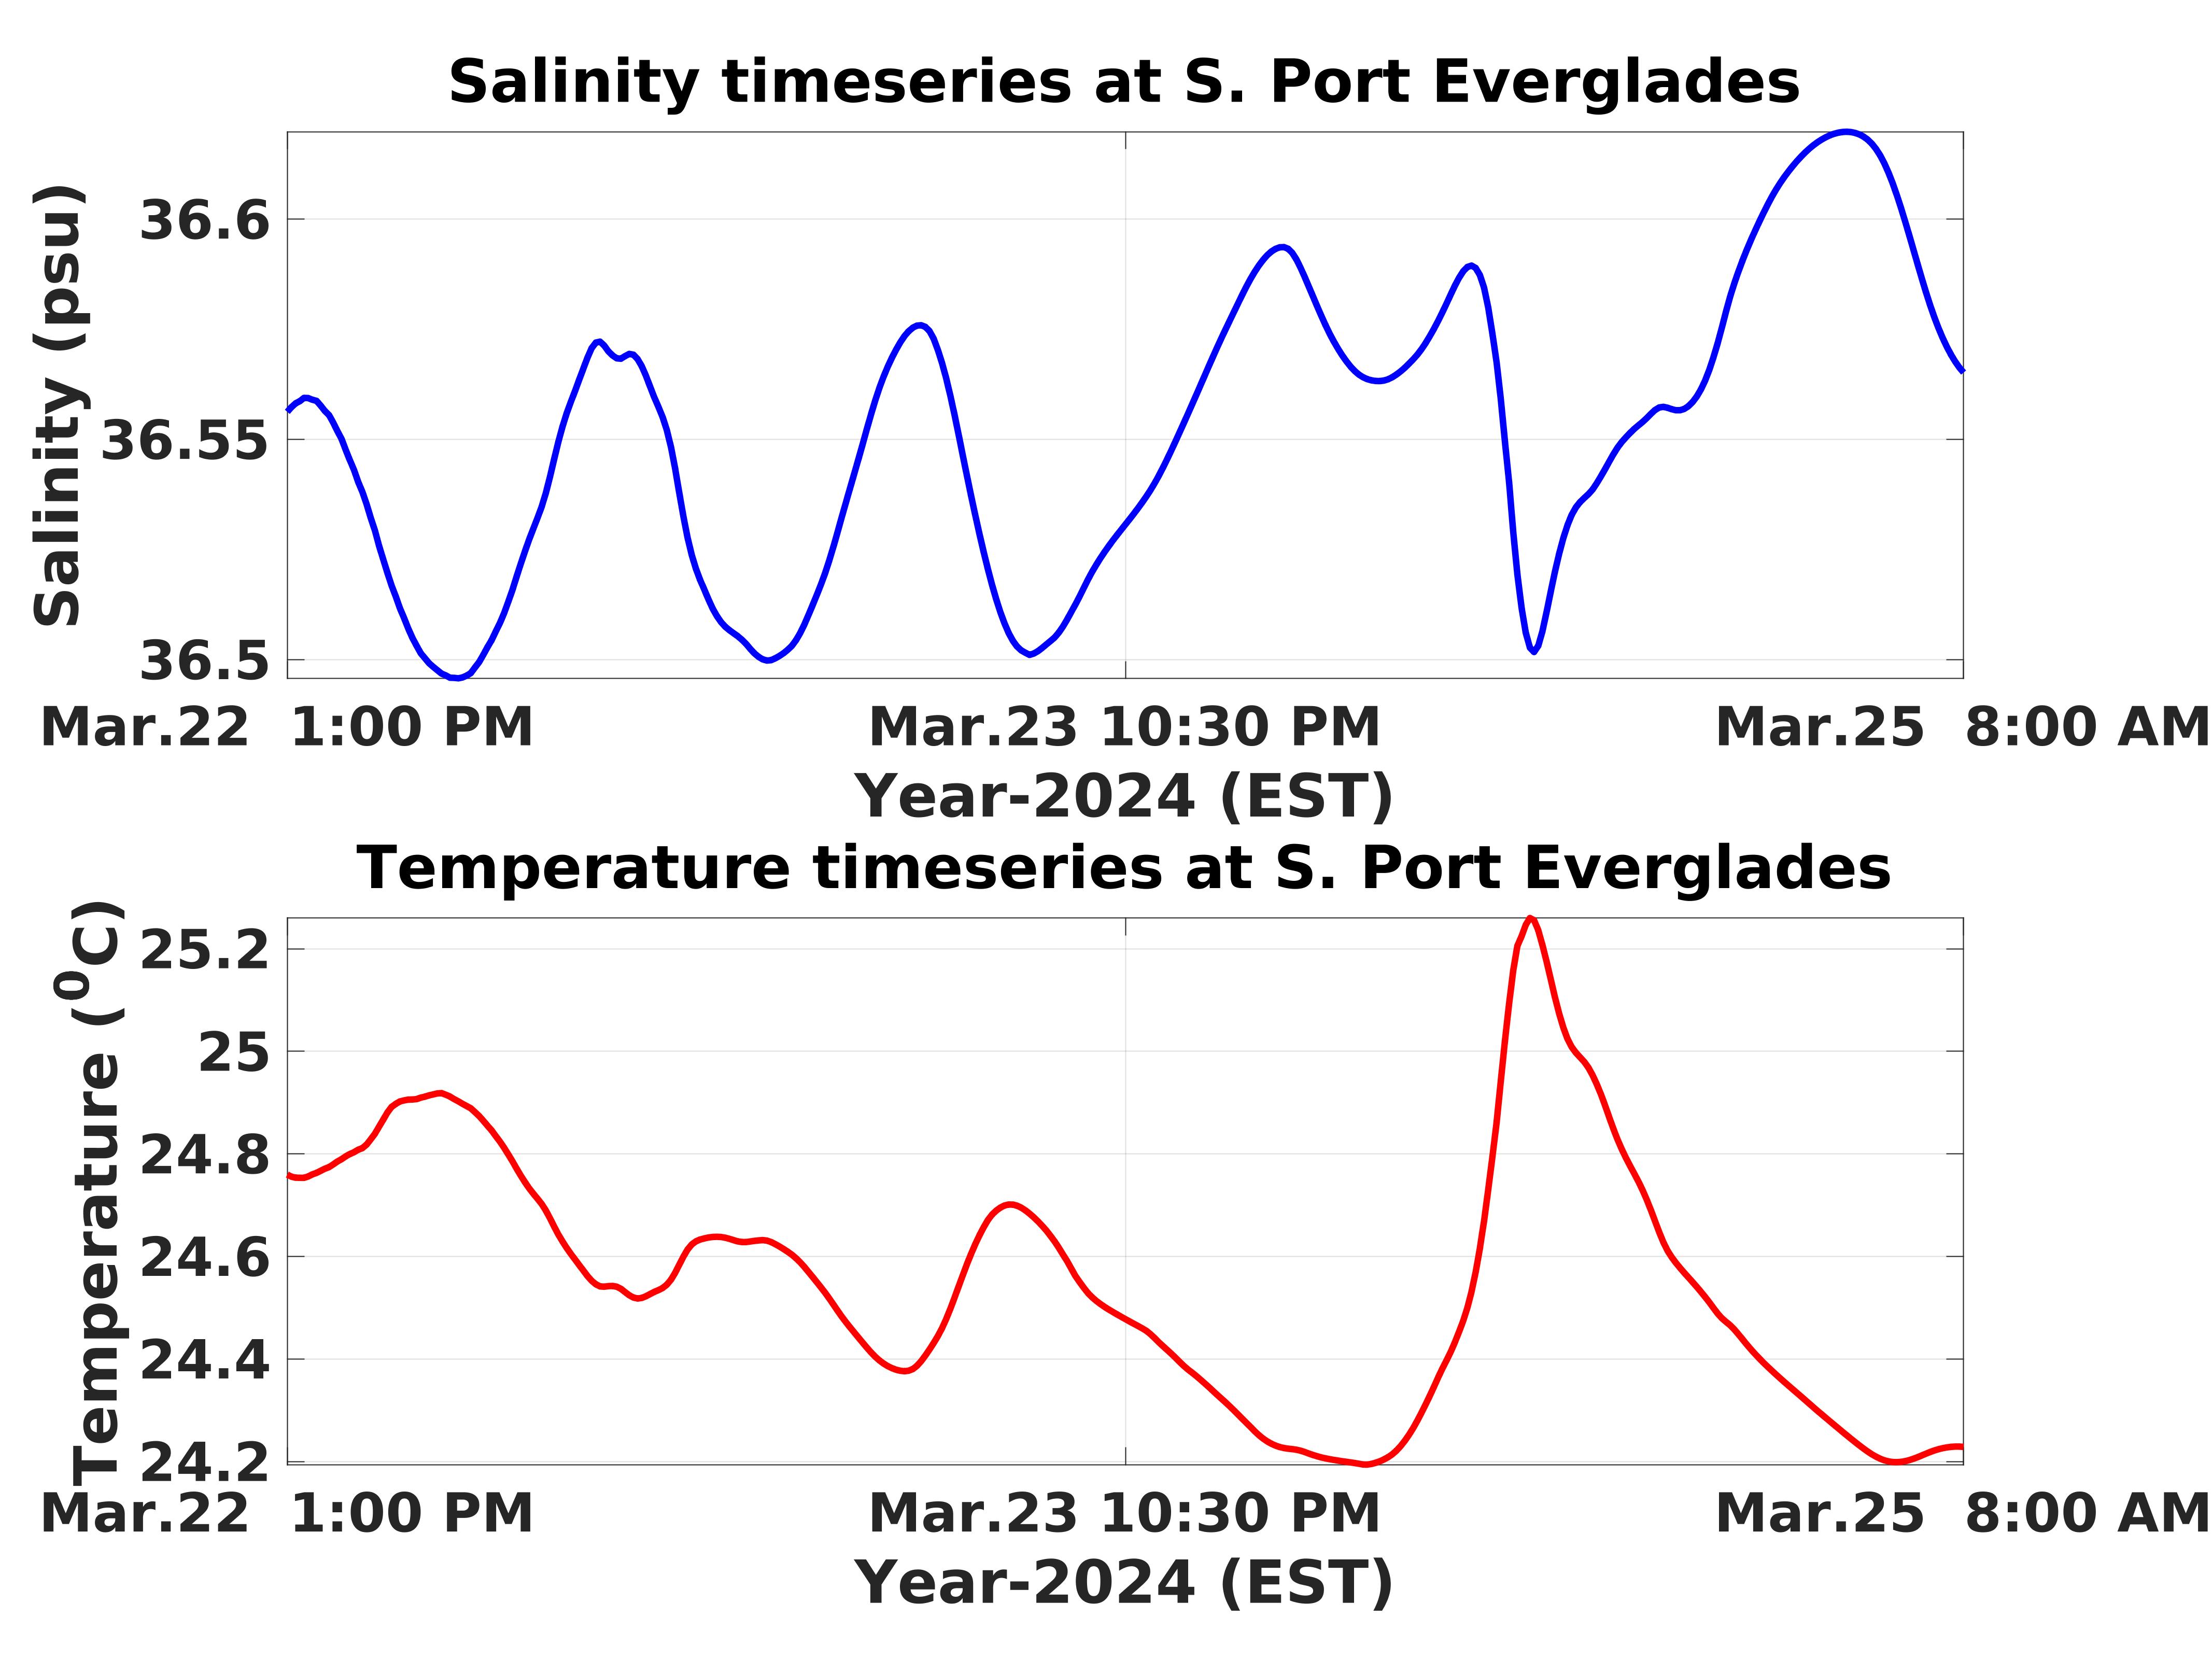 Salinity timeseries at S. Port Everglades
Salinity (psu)
36.6
36.55
36.5
Mar.22  1:00 PM
Mar.23 10:30 PM
Mar.25  8:00 AM
Year-2024 (EST)
Temperature timeseries at S. Port Everglades
Temperature (⁰C)
25.2
25
24.8
24.6
24.4
24.2
Mar.22  1:00 PM
Mar.23 10:30 PM
Mar.25  8:00 AM
Year-2024 (EST)